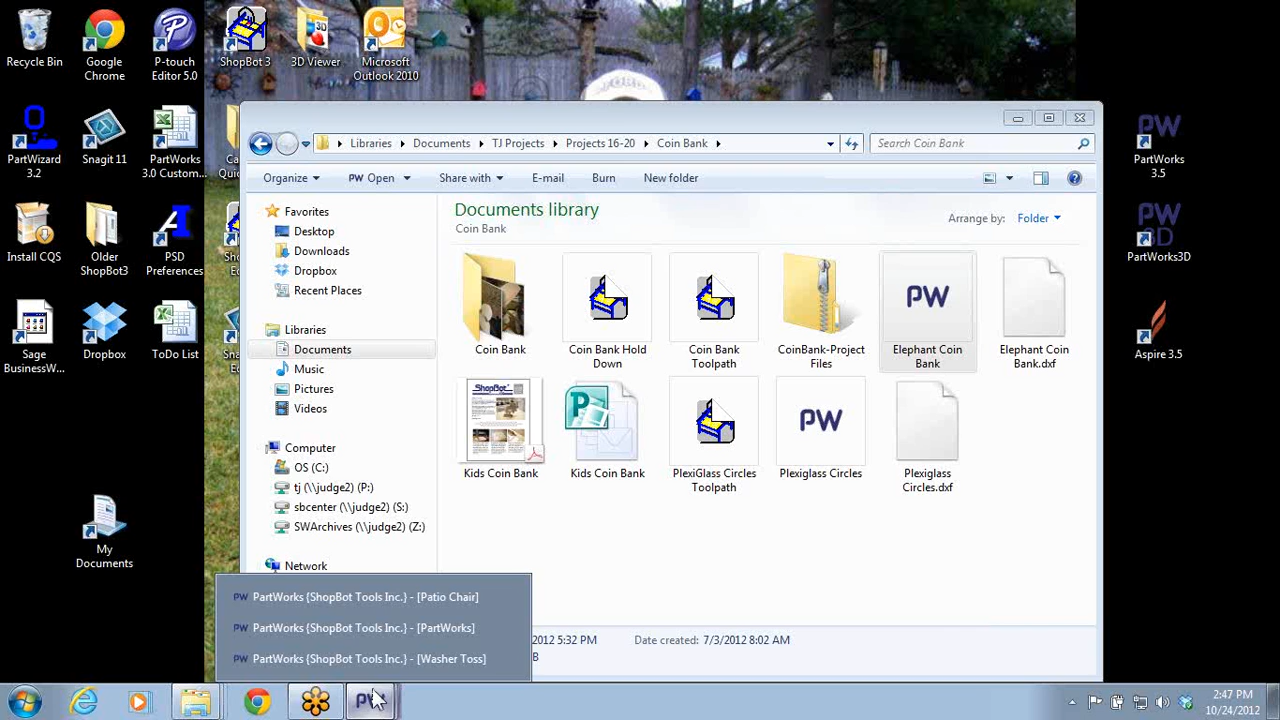 Recycle Bin
Google
Chrome
P-touch
Editor 5.0
ShopBot 3
3D Viewer
Microsoft
Outlook 2010
PartWizard
3.2
Snagit 11
PartWorks
3.0 Custom...
Install CQS
Older
ShopBot3
PSD
Preferences
Sage
BusinessW...
Dropbox
ToDo List
My
Documents
PW
PartWorks
3.5
PW
3D
PartWorks3D
Aspire 3.5
Libraries
Documents
TJ Projects
Projects 16-20
Coin Bank
Search Coin Bank
Organize
PW Open
Share with
E-mail
Burn
New folder
Favorites
Desktop
Downloads
Dropbox
Recent Places
Libraries
Documents
Music
Pictures
Videos
Computer
OS (C:)
tj (\\judge2) (P:)
sbcenter (\\judge2) (S:)
SWArchives (\\judge2) (Z:)
Network
Documents library
Coin Bank
Arrange by: Folder
Coin Bank
Coin Bank Hold
Down
Coin Bank
Toolpath
CoinBank-Project
Files
PW
Elephant Coin
Bank
Elephant Coin
Bank.dxf
ShopBot
Kids Coin Bank
Kids Coin Bank
PlexiGlass Circles
Toolpath
PW
Plexiglass Circles
Plexiglass
Circles.dxf
2012 5:32 PM
Date created: 7/3/2012 8:02 AM
B
PW PartWorks {ShopBot Tools Inc.} - [Patio Chair]
PW PartWorks {ShopBot Tools Inc.} - [PartWorks]
PW PartWorks {ShopBot Tools Inc.} - [Washer Toss]
2:47 PM
10/24/2012